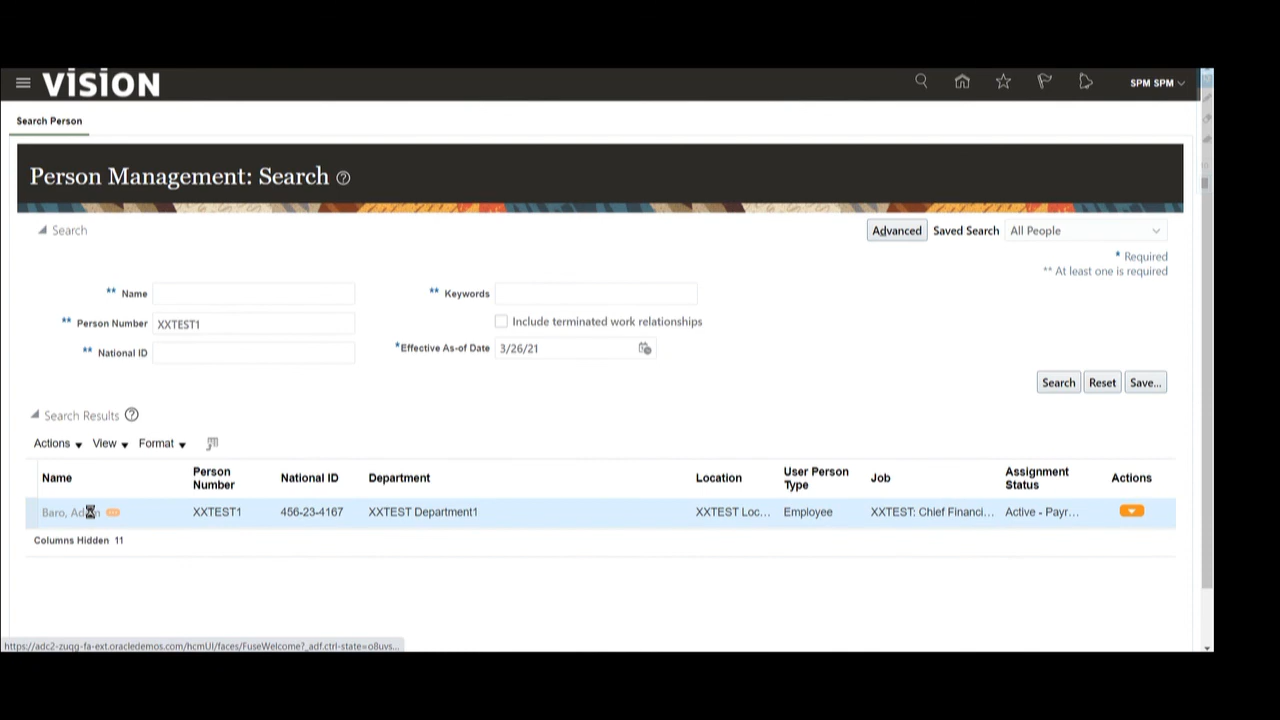 VISION
SPM SPM
Search Person
Person Management: Search
Search
Advanced Saved Search All People
* Required
** At least one is required
** Name
** Keywords
** Person Number XXTEST1
Include terminated work relationships
** National ID
*Effective As-of Date 3/26/21
Search Reset Save...
Search Results
Actions View Format
Name Person Number National ID Department Location User Person Type Job Assignment Status Actions
Baro, XXTEST1 456-23-4167 XXTEST Department1 XXTEST Loc... Employee XXTEST: Chief Financi... Active - Payr...
Columns Hidden 11
https://adc2-zuqg-fa-ext.oracledemos.com/hcmUI/faces/FuseWelcome?_adf.ctrl-state=o8uvs...